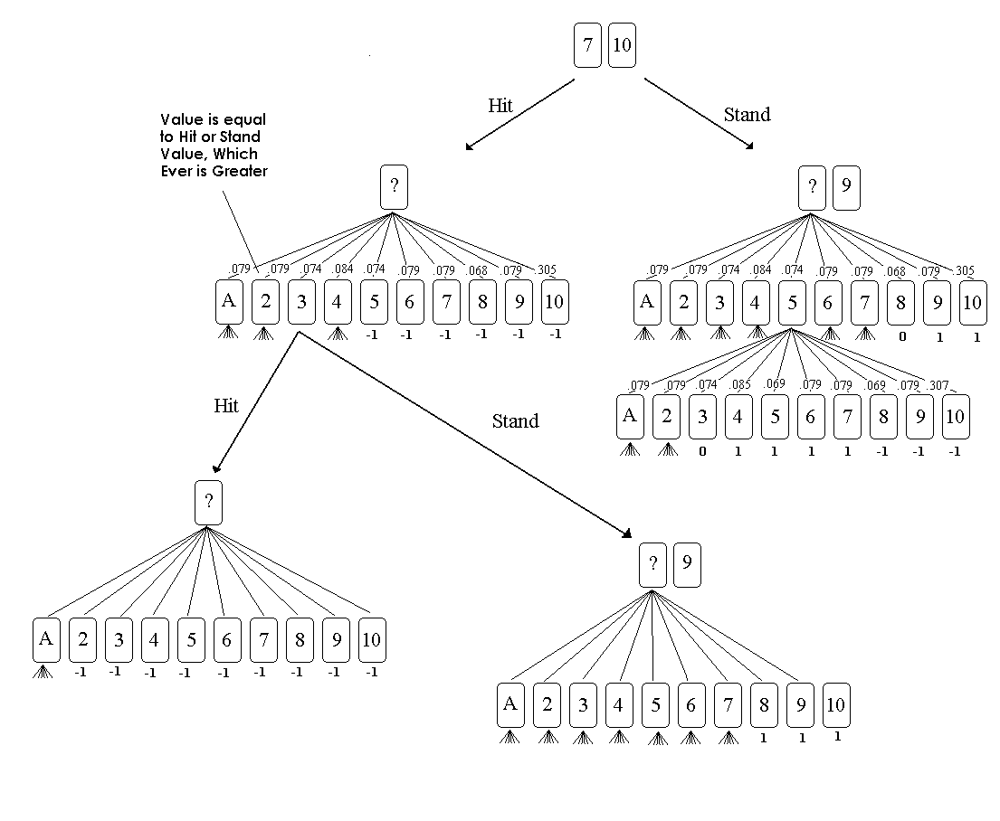 7 10
Hit
Stand
Value is equal
to Hit or Stand
Value, Which
Ever is Greater
?
? 9
.079 .079 .074 .084 .074 .079 .079 .068 .079 .305
A 2 3 4 5 6 7 8 9 10
-1 -1 -1 -1 -1 -1
.079 .079 .074 .084 .074 .079 .079 .068 .079 .305
A 2 3 4 5 6 7 8 9 10
0 1 1
.079 .079 .074 .085 .069 .079 .079 .069 .079 .307
A 2 3 4 5 6 7 8 9 10
0 1 1 1 1 -1 -1 -1
Hit
Stand
?
? 9
A 2 3 4 5 6 7 8 9 10
-1 -1 -1 -1 -1 -1 -1 -1 -1
A 2 3 4 5 6 7 8 9 10
1 1 1